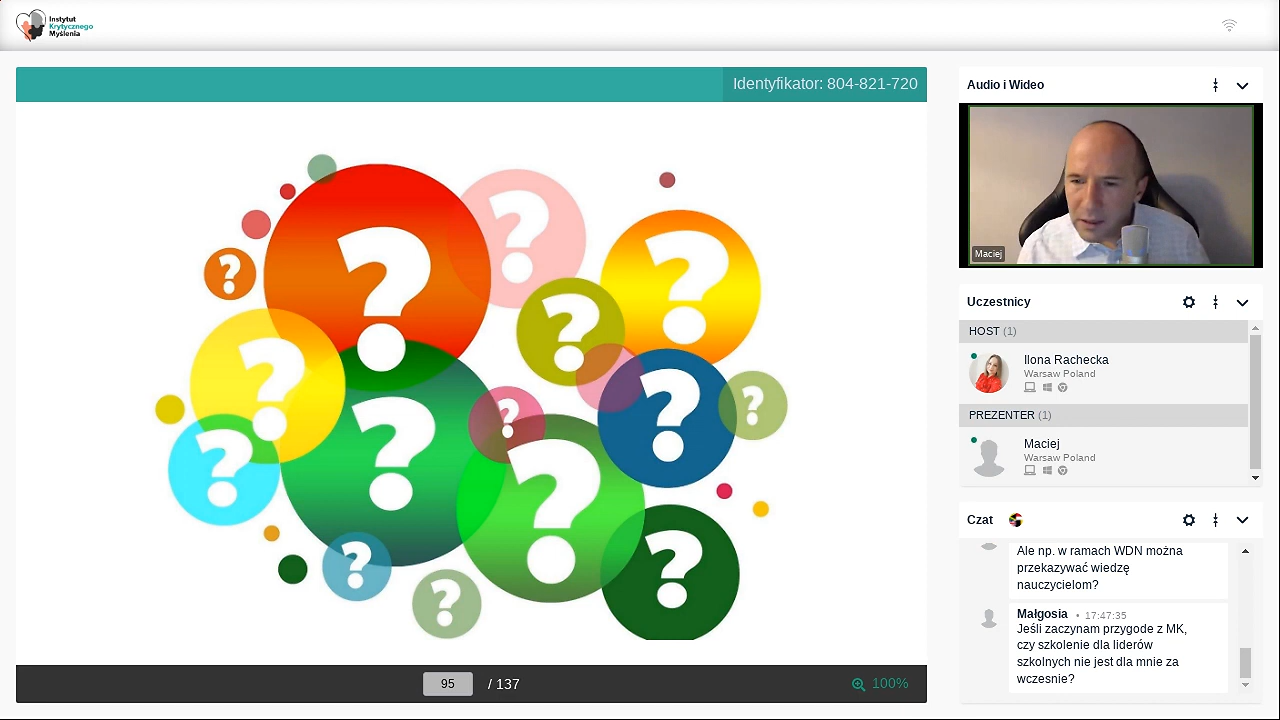 Instytut
Krytycznego
Myślenia
Identyfikator: 804-821-720
? ? ? ? ? ? ? ? ? ? ? ? ? ? ?
95 / 137
100%
Audio i Wideo
Maciej
Uczestnicy
HOST (1)
Ilona Rachecka
Warsaw Poland
PREZENTER (1)
Maciej
Warsaw Poland
Czat
Ale np. w ramach WDN można
przekazywać wiedzę
nauczycielom?
Małgosia • 17:47:35
Jeśli zaczynam przygode z MK,
czy szkolenie dla liderów
szkolnych nie jest dla mnie za
wczesnie?